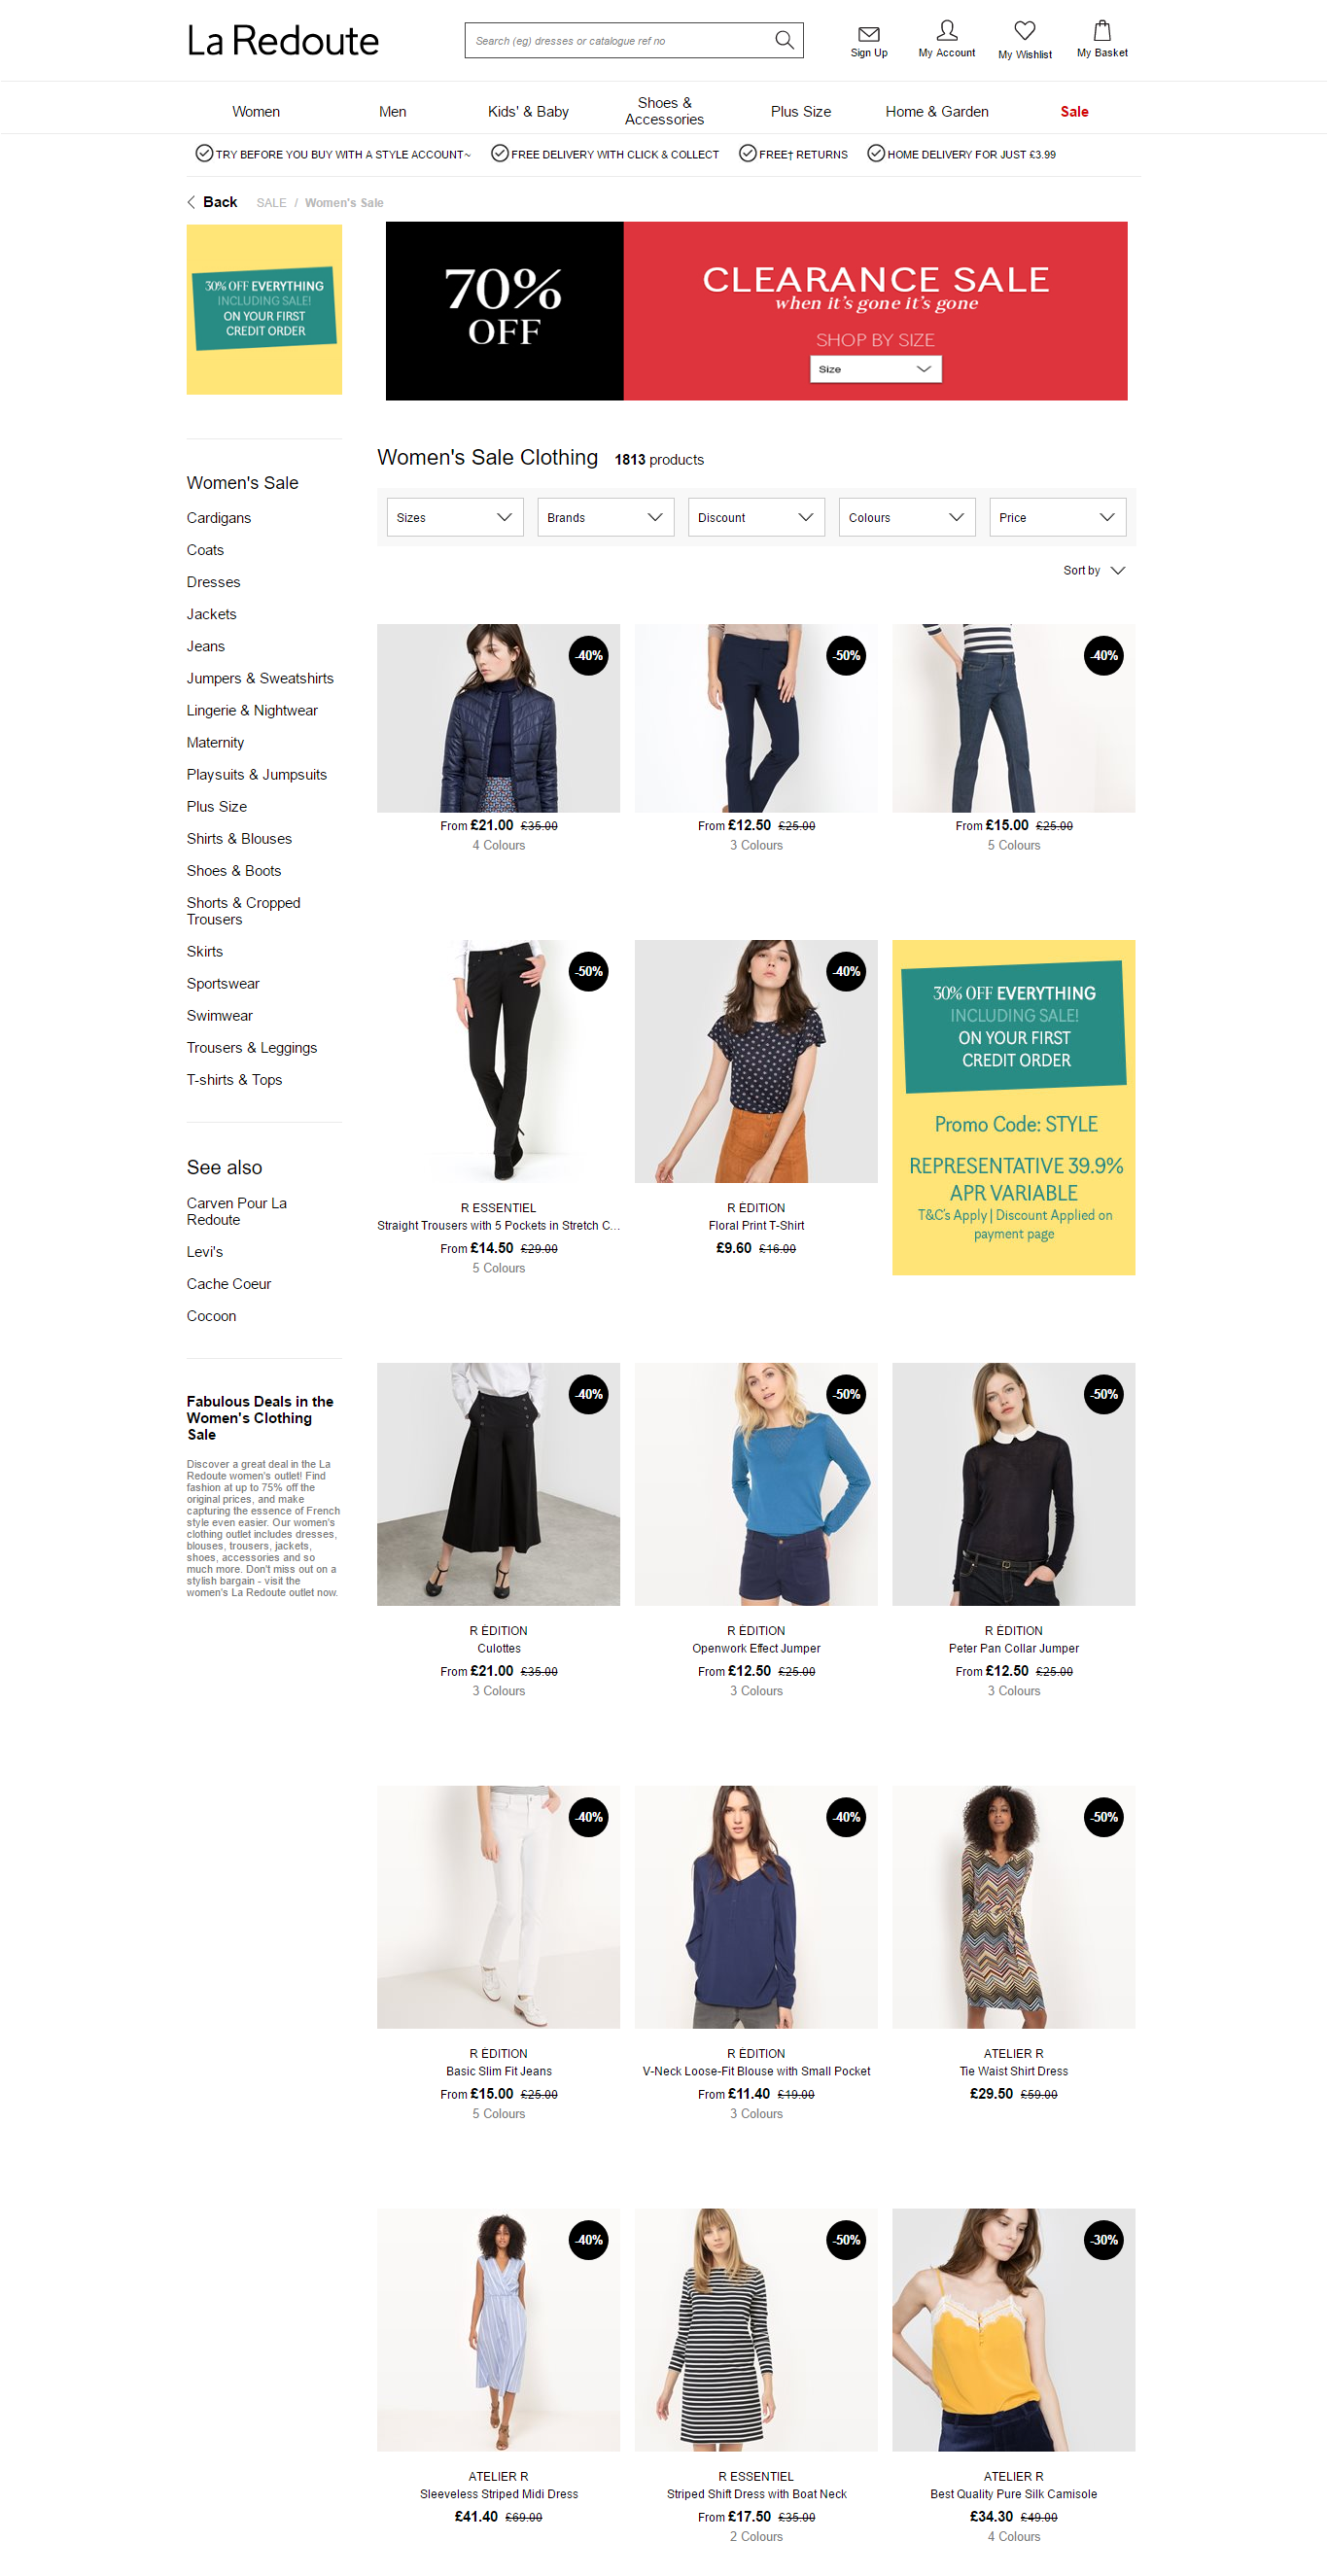 La Redoute
Search (eg) dresses or catalogue ref no
Sign Up
My Account
My Wishlist
My Basket
Women
Men
Kids' & Baby
Shoes &
Accessories
Plus Size
Home & Garden
Sale
TRY BEFORE YOU BUY WITH A STYLE ACCOUNT~
FREE DELIVERY WITH CLICK & COLLECT
FREE† RETURNS
HOME DELIVERY FOR JUST £3.99
Back
SALE / Women's Sale
30% OFF EVERYTHING
INCLUDING SALE!
ON YOUR FIRST
CREDIT ORDER
70%
OFF
CLEARANCE SALE
when it's gone it's gone
SHOP BY SIZE
Size
Women's Sale
Cardigans
Coats
Dresses
Jackets
Jeans
Jumpers & Sweatshirts
Lingerie & Nightwear
Maternity
Playsuits & Jumpsuits
Plus Size
Shirts & Blouses
Shoes & Boots
Shorts & Cropped
Trousers
Skirts
Sportswear
Swimwear
Trousers & Leggings
T-shirts & Tops
See also
Carven Pour La
Redoute
Levi's
Cache Coeur
Cocoon
Fabulous Deals in the
Women's Clothing
Sale
Discover a great deal in the La
Redoute women's outlet! Find
fashion at up to 75% off the
original prices, and make
capturing the essence of French
style even easier. Our women's
clothing outlet includes dresses,
blouses, trousers, jackets,
shoes, accessories and so
much more. Don't miss out on a
stylish bargain - visit the
women's La Redoute outlet now.
Women's Sale Clothing 1813 products
Sizes
Brands
Discount
Colours
Price
Sort by
-40%
From £21.00 £35.00
4 Colours
-50%
From £12.50 £25.00
3 Colours
-40%
From £15.00 £25.00
5 Colours
-50%
R ESSENTIEL
Straight Trousers with 5 Pockets in Stretch C...
From £14.50 £29.00
5 Colours
-40%
R ÉDITION
Floral Print T-Shirt
£9.60 £16.00
30% OFF EVERYTHING
INCLUDING SALE!
ON YOUR FIRST
CREDIT ORDER
Promo Code: STYLE
REPRESENTATIVE 39.9%
APR VARIABLE
T&C's Apply | Discount Applied on
payment page
-40%
R ÉDITION
Culottes
From £21.00 £35.00
3 Colours
-50%
R ÉDITION
Openwork Effect Jumper
From £12.50 £25.00
3 Colours
-50%
R ÉDITION
Peter Pan Collar Jumper
From £12.50 £25.00
3 Colours
-40%
R ÉDITION
Basic Slim Fit Jeans
From £15.00 £25.00
5 Colours
-40%
R ÉDITION
V-Neck Loose-Fit Blouse with Small Pocket
From £11.40 £19.00
3 Colours
-50%
ATELIER R
Tie Waist Shirt Dress
£29.50 £59.00
-40%
ATELIER R
Sleeveless Striped Midi Dress
£41.40 £69.00
-50%
R ESSENTIEL
Striped Shift Dress with Boat Neck
From £17.50 £35.00
2 Colours
-30%
ATELIER R
Best Quality Pure Silk Camisole
£34.30 £49.00
4 Colours